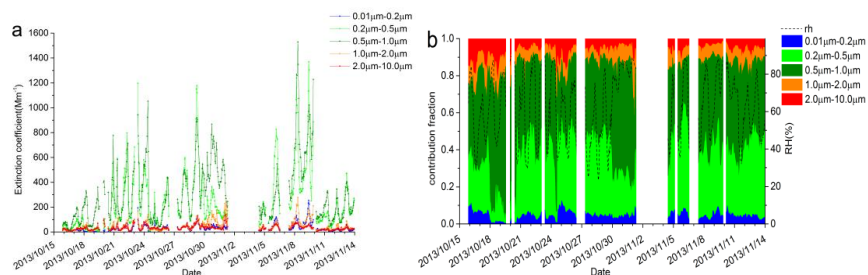 a
0.01μm-0.2μm
0.2μm-0.5μm
0.5μm-1.0μm
1.0μm-2.0μm
2.0μm-10.0μm
Extinction coefficient(Mm⁻¹)
1600
1400
1200
1000
800
600
400
200
0
2013/10/15
2013/10/18
2013/10/21
2013/10/24
2013/10/27
2013/10/30
2013/11/2
2013/11/5
2013/11/8
2013/11/11
2013/11/14
Date
b
rh
0.01μm-0.2μm
0.2μm-0.5μm
0.5μm-1.0μm
1.0μm-2.0μm
2.0μm-10.0μm
contribution fraction
1.0
0.8
0.6
0.4
0.2
0.0
RH(%)
80
60
40
20
0
2013/10/15
2013/10/18
2013/10/21
2013/10/24
2013/10/27
2013/10/30
2013/11/2
2013/11/5
2013/11/8
2013/11/11
2013/11/14
Date